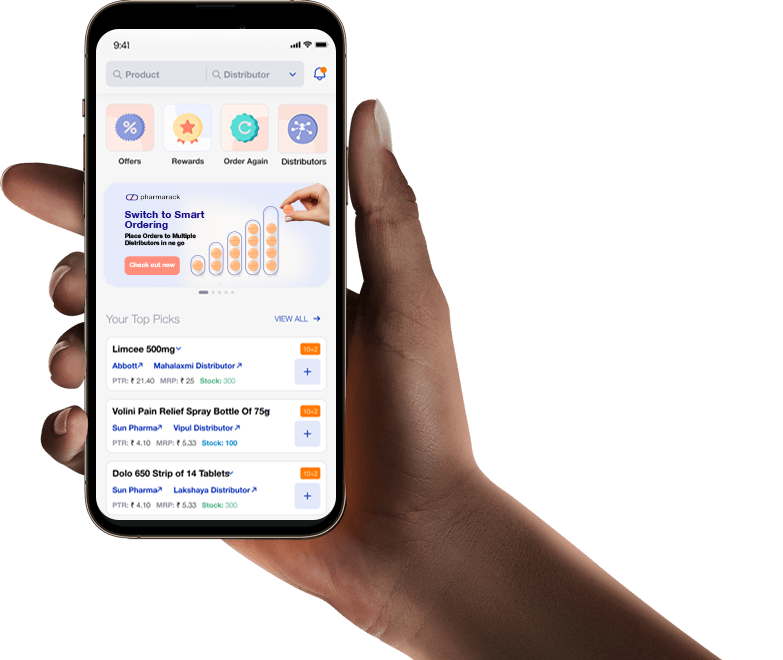 9:41
Product Distributor
Offers Rewards Order Again Distributors
pharmarack
Switch to Smart
Ordering
Place Orders to Multiple
Distributors in ne go
Check out now
Your Top Picks VIEW ALL
Limcee 500mg 10+2
Abbott Mahalaxmi Distributor
PTR: ₹ 21.40 MRP: ₹ 25 Stock: 300
+
Volini Pain Relief Spray Bottle Of 75g 10+2
Sun Pharma Vipul Distributor
PTR: ₹ 4.10 MRP: ₹ 5.33 Stock: 100
+
Dolo 650 Strip of 14 Tablets 10+2
Sun Pharma Lakshaya Distributor
PTR: ₹ 4.10 MRP: ₹ 5.33 Stock: 300
+